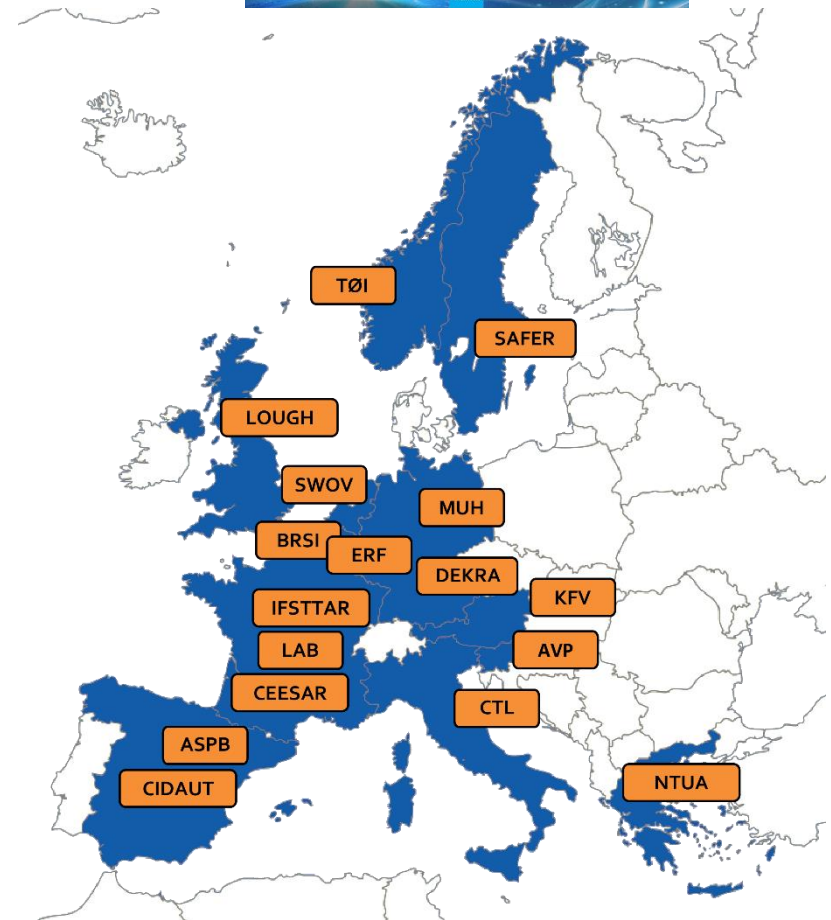 TØI
SAFER
LOUGH
SWOV
MUH
BRSI
ERF
DEKRA
KFV
IFSTTAR
LAB
AVP
CEESAR
CTL
ASPB
NTUA
CIDAUT